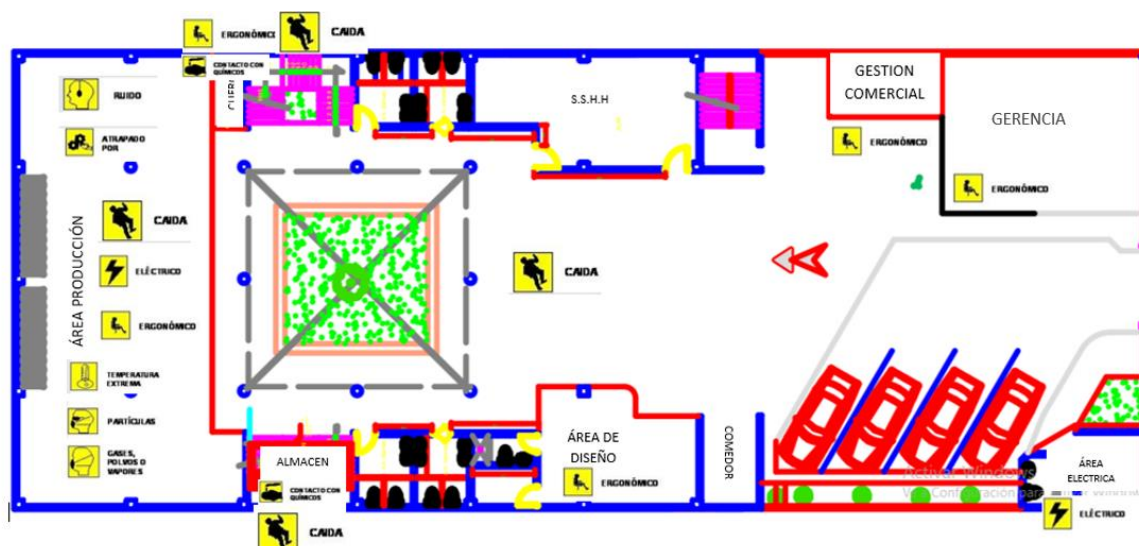 ERGONÓMICO
CAIDA
CONTACTO CON
QUÍMICOS
RUIDO
ATRAPADO
POR
CAIDA
ELÉCTRICO
ÁREA PRODUCCIÓN
ERGONÓMICO
TEMPERATURA
EXTREMA
PARTÍCULAS
GASES,
POLVOS O
VAPORES
S.S.H.H
GESTION
COMERCIAL
GERENCIA
ERGONÓMICO
ERGONÓMICO
CAIDA
ALMACEN
CONTACTO CON
QUÍMICOS
CAIDA
ÁREA DE
DISEÑO
ERGONÓMICO
COMEDOR
ÁREA
ELECTRICA
ELÉCTRICO
Activar Windows